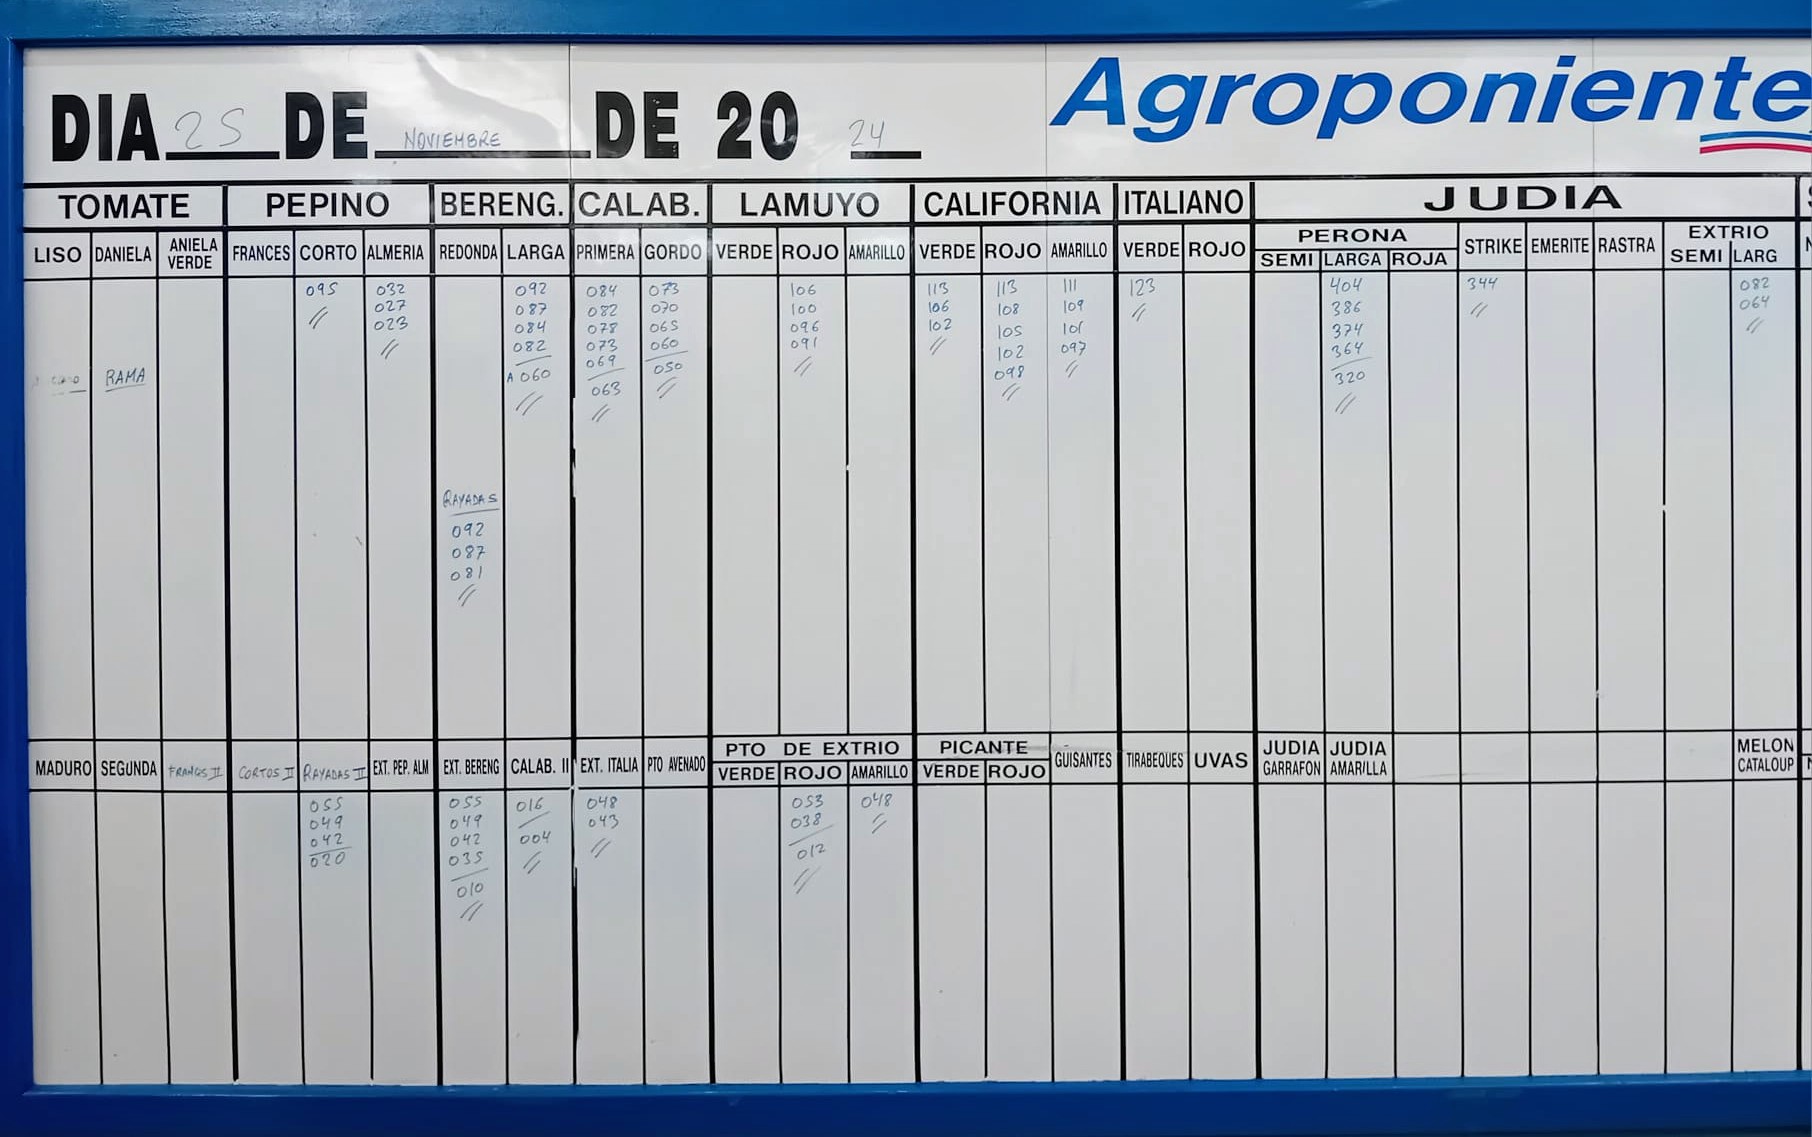 DIA 25 DE NOVIEMBRE DE 20 24
Agroponiente
TOMATE PEPINO BERENG. CALAB. LAMUYO CALIFORNIA ITALIANO JUDIA
LISO DANIELA ANIELA VERDE FRANCES CORTO ALMERIA REDONDA LARGA PRIMERA GORDO VERDE ROJO AMARILLO VERDE ROJO AMARILLO VERDE ROJO PERONA SEMI LARGA ROJA STRIKE EMERITE RASTRA EXTRIO SEMI LARG
095 032 092 084 073 106 113 113 111 123 404 344 082
// 027 087 082 070 100 106 108 109 // 386 // 064
023 084 078 065 096 102 105 101 374 //
// 082 073 060 091 // 102 097 364
RAMA A 060 069 050 // 098 // 320
// 063 // // //
//
RAYADAS
092
087
081
//
MADURO SEGUNDA FRANCS II CORTOS II RAYADAS II EXT. PEP. ALM EXT. BERENG CALAB. II EXT. ITALIA PTO AVENADO PTO DE EXTRIO VERDE ROJO AMARILLO PICANTE VERDE ROJO GUISANTES TIRABEQUES UVAS JUDIA GARRAFON JUDIA AMARILLA MELON CATALOUP
055 055 016 048 053 048
049 049 004 043 038 //
042 042 // // 012
020 035 //
010
//